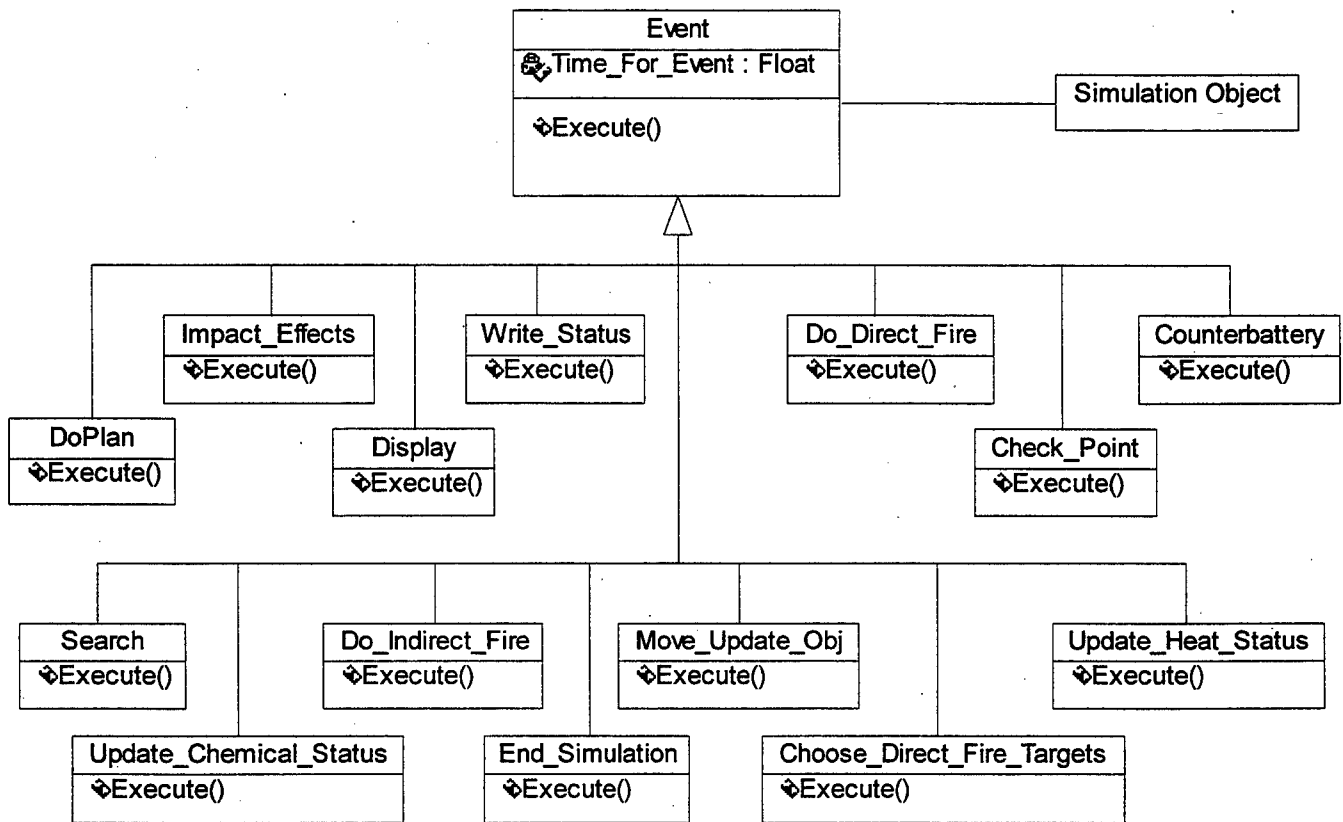 Event
Time_For_Event : Float
Execute()
Simulation Object
Impact_Effects
Execute()
Write_Status
Execute()
Do_Direct_Fire
Execute()
Counterbattery
Execute()
DoPlan
Execute()
Display
Execute()
Check_Point
Execute()
Search
Execute()
Do_Indirect_Fire
Execute()
Move_Update_Obj
Execute()
Update_Heat_Status
Execute()
Update_Chemical_Status
Execute()
End_Simulation
Execute()
Choose_Direct_Fire_Targets
Execute()